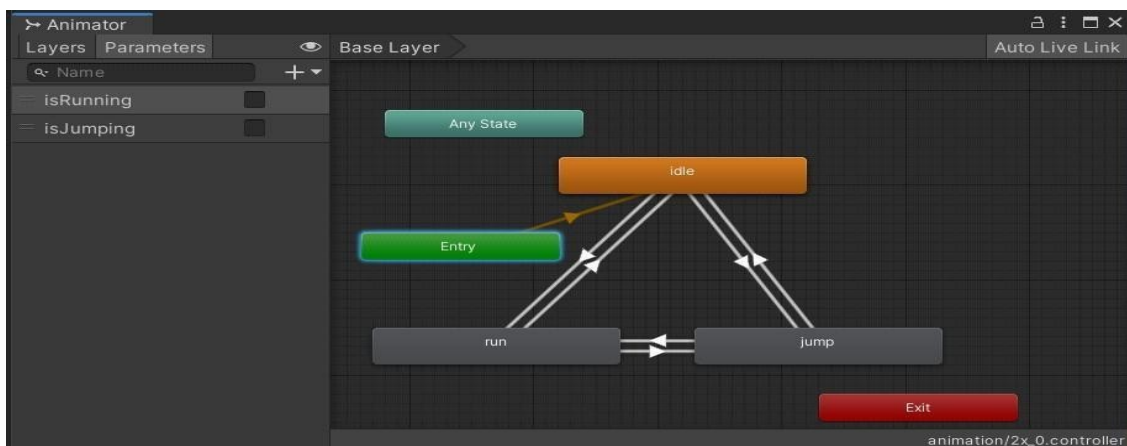 Animator
Layers Parameters Base Layer Auto Live Link
Name
isRunning
isJumping
Any State
idle
Entry
run jump
Exit
animation/2x_0.controller